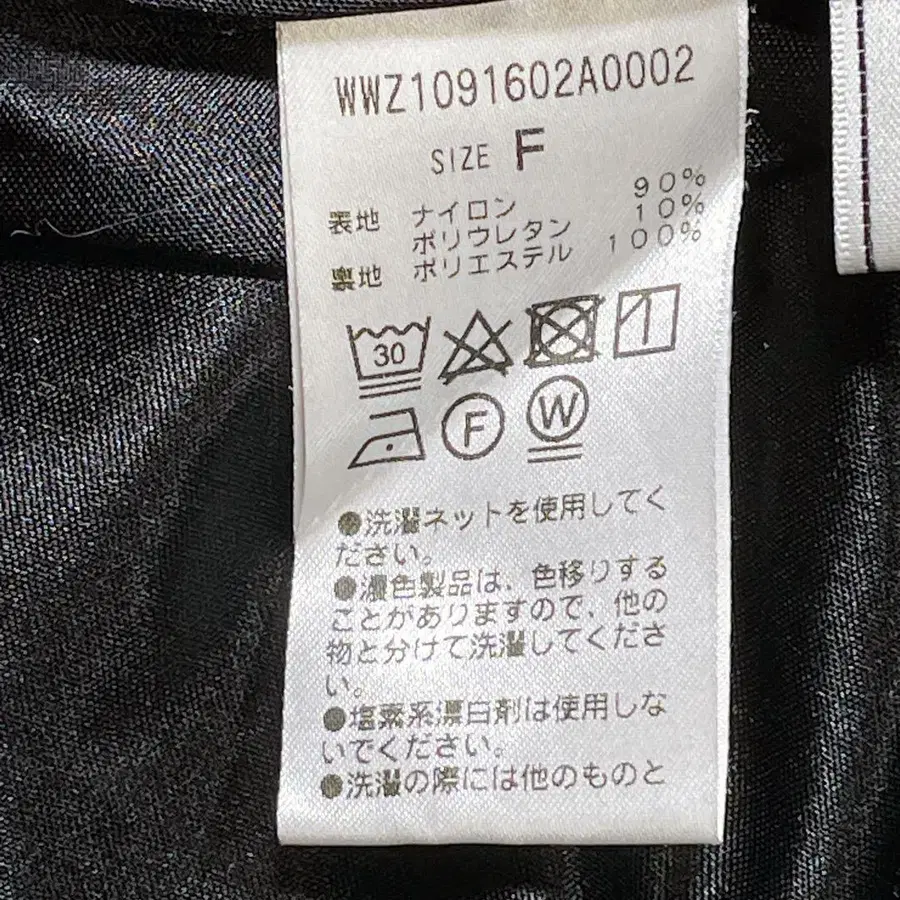 WWZ1091602A0002
SIZE F
表地 ナイロン 90%
ポリウレタン 10%
裏地 ポリエステル 100%
30
F W
●洗濯ネットを使用してく
ださい。
●濃色製品は、色移りする
ことがありますので、他の
物と分けて洗濯してくださ
い。
●塩素系漂白剤は使用しな
いでください。
●洗濯の際には他のものと